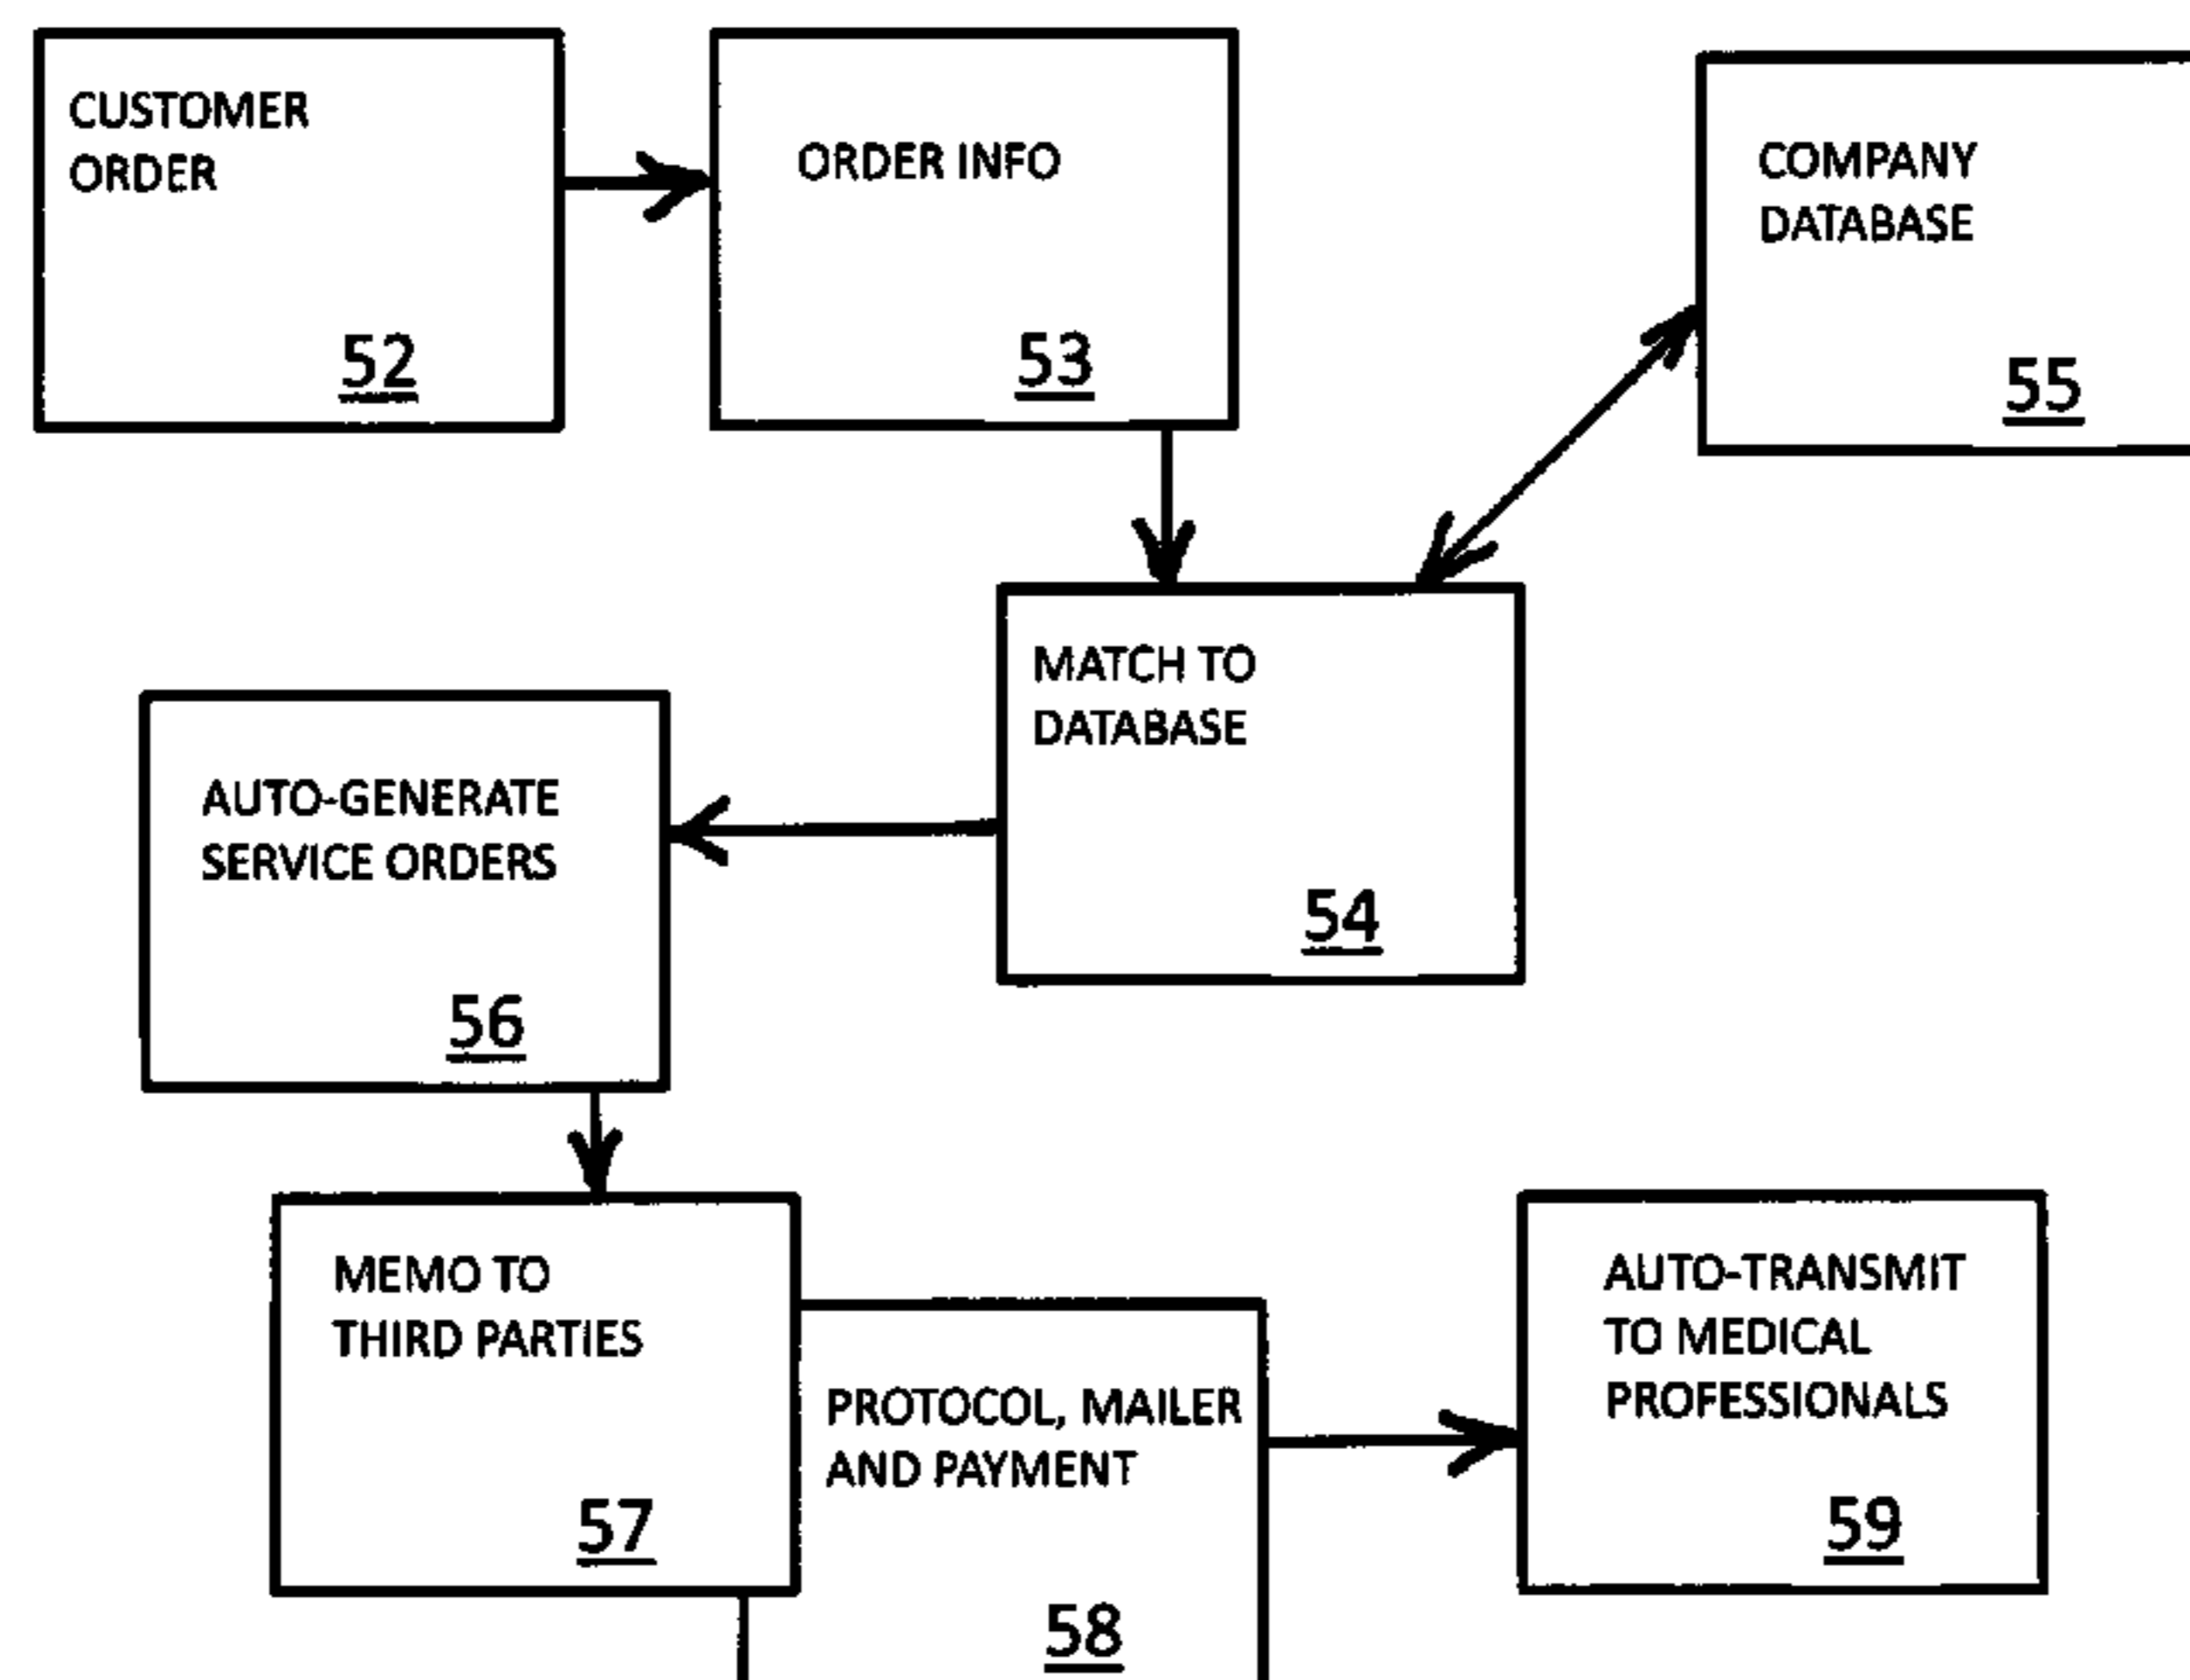 CUSTOMER
ORDER
52
ORDER INFO
53
COMPANY
DATABASE
55
MATCH TO
DATABASE
54
AUTO-GENERATE
SERVICE ORDERS
56
MEMO TO
THIRD PARTIES
57
PROTOCOL, MAILER
AND PAYMENT
58
AUTO-TRANSMIT
TO MEDICAL
PROFESSIONALS
59